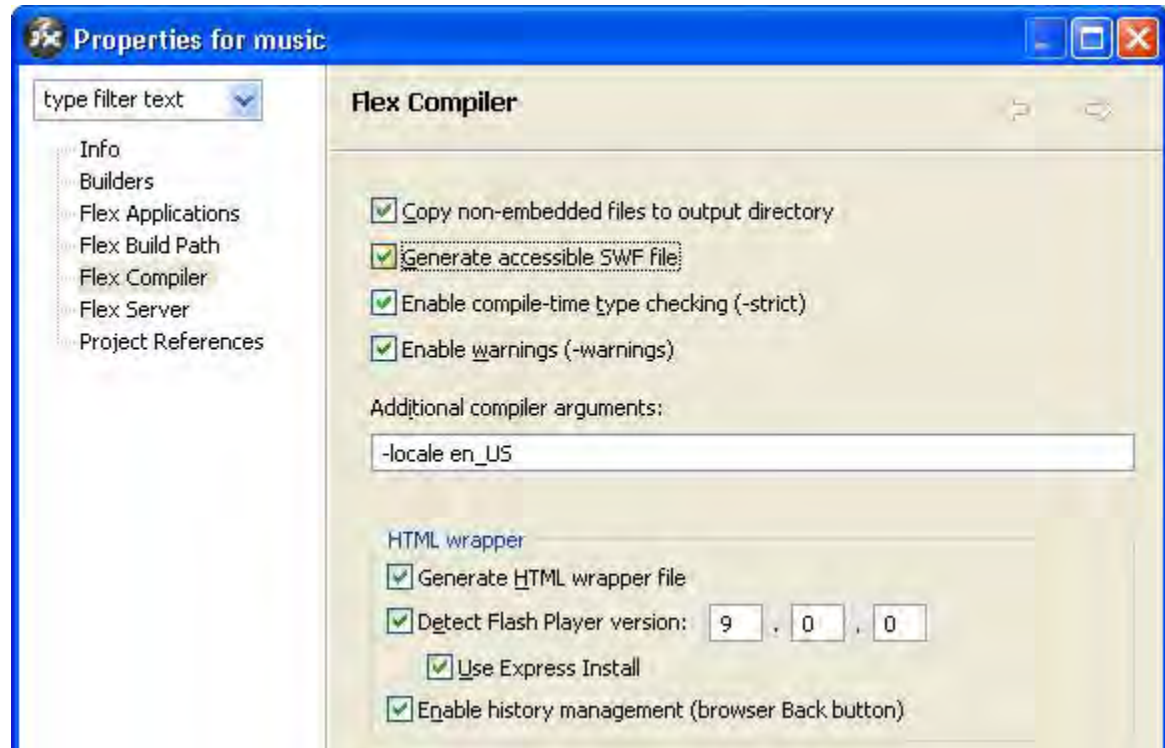 Properties for music
type filter text
Info
Builders
Flex Applications
Flex Build Path
Flex Compiler
Flex Server
Project References
Flex Compiler
Copy non-embedded files to output directory
Generate accessible SWF file
Enable compile-time type checking (-strict)
Enable warnings (-warnings)
Additional compiler arguments:
-locale en_US
HTML wrapper
Generate HTML wrapper file
Detect Flash Player version: 9 . 0 . 0
Use Express Install
Enable history management (browser Back button)